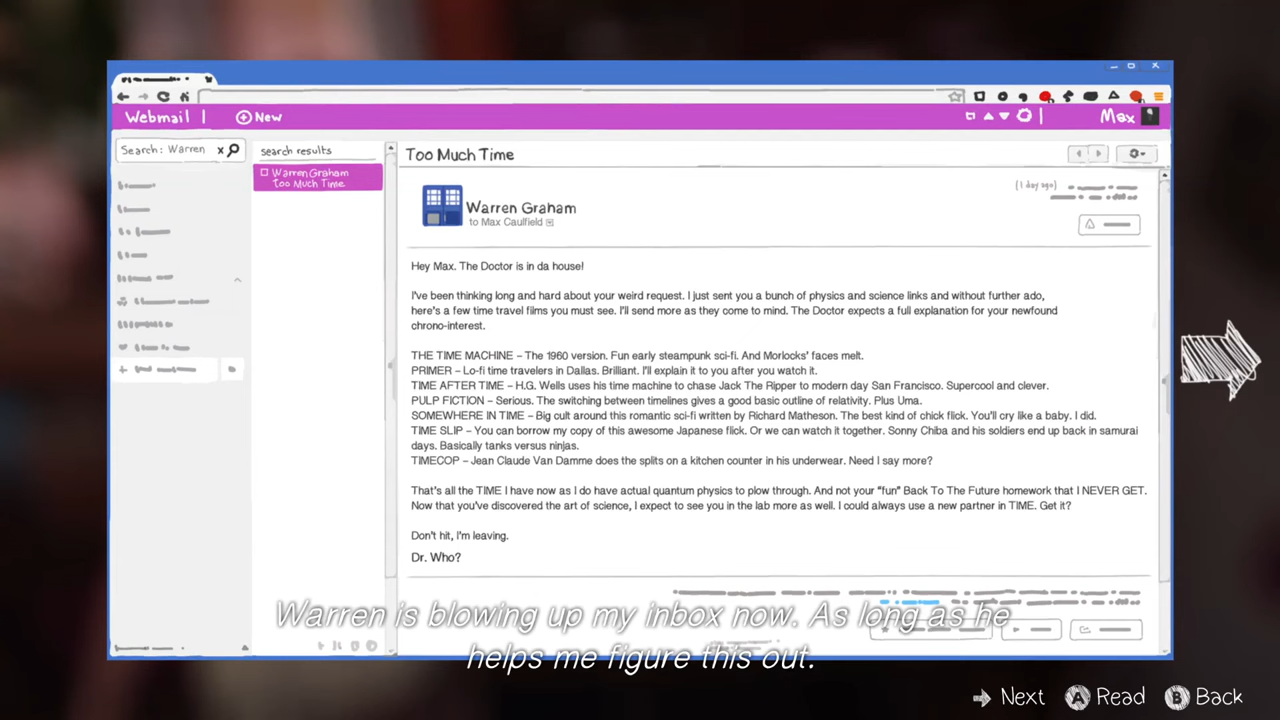 Webmail |
New
Max
Search: Warren x
search results
Warren Graham
Too Much Time
Too Much Time
Warren Graham
to Max Caulfield
(1 day ago)
Hey Max. The Doctor is in da house!
I've been thinking long and hard about your weird request. I just sent you a bunch of physics and science links and without further ado,
here's a few time travel films you must see. I'll send more as they come to mind. The Doctor expects a full explanation for your newfound
chrono-interest.
THE TIME MACHINE – The 1960 version. Fun early steampunk sci-fi. And Morlocks' faces melt.
PRIMER – Lo-fi time travelers in Dallas. Brilliant. I'll explain it to you after you watch it.
TIME AFTER TIME – H.G. Wells uses his time machine to chase Jack The Ripper to modern day San Francisco. Supercool and clever.
PULP FICTION – Serious. The switching between timelines gives a good basic outline of relativity. Plus Uma.
SOMEWHERE IN TIME – Big cult around this romantic sci-fi written by Richard Matheson. The best kind of chick flick. You'll cry like a baby. I did.
TIME SLIP – You can borrow my copy of this awesome Japanese flick. Or we can watch it together. Sonny Chiba and his soldiers end up back in samurai
days. Basically tanks versus ninjas.
TIMECOP – Jean Claude Van Damme does the splits on a kitchen counter in his underwear. Need I say more?
That's all the TIME I have now as I do have actual quantum physics to plow through. And not your "fun" Back To The Future homework that I NEVER GET.
Now that you've discovered the art of science, I expect to see you in the lab more as well. I could always use a new partner in TIME. Get it?
Don't hit, I'm leaving.
Dr. Who?
Warren is blowing up my inbox now. As long as he
helps me figure this out.
Next A Read B Back